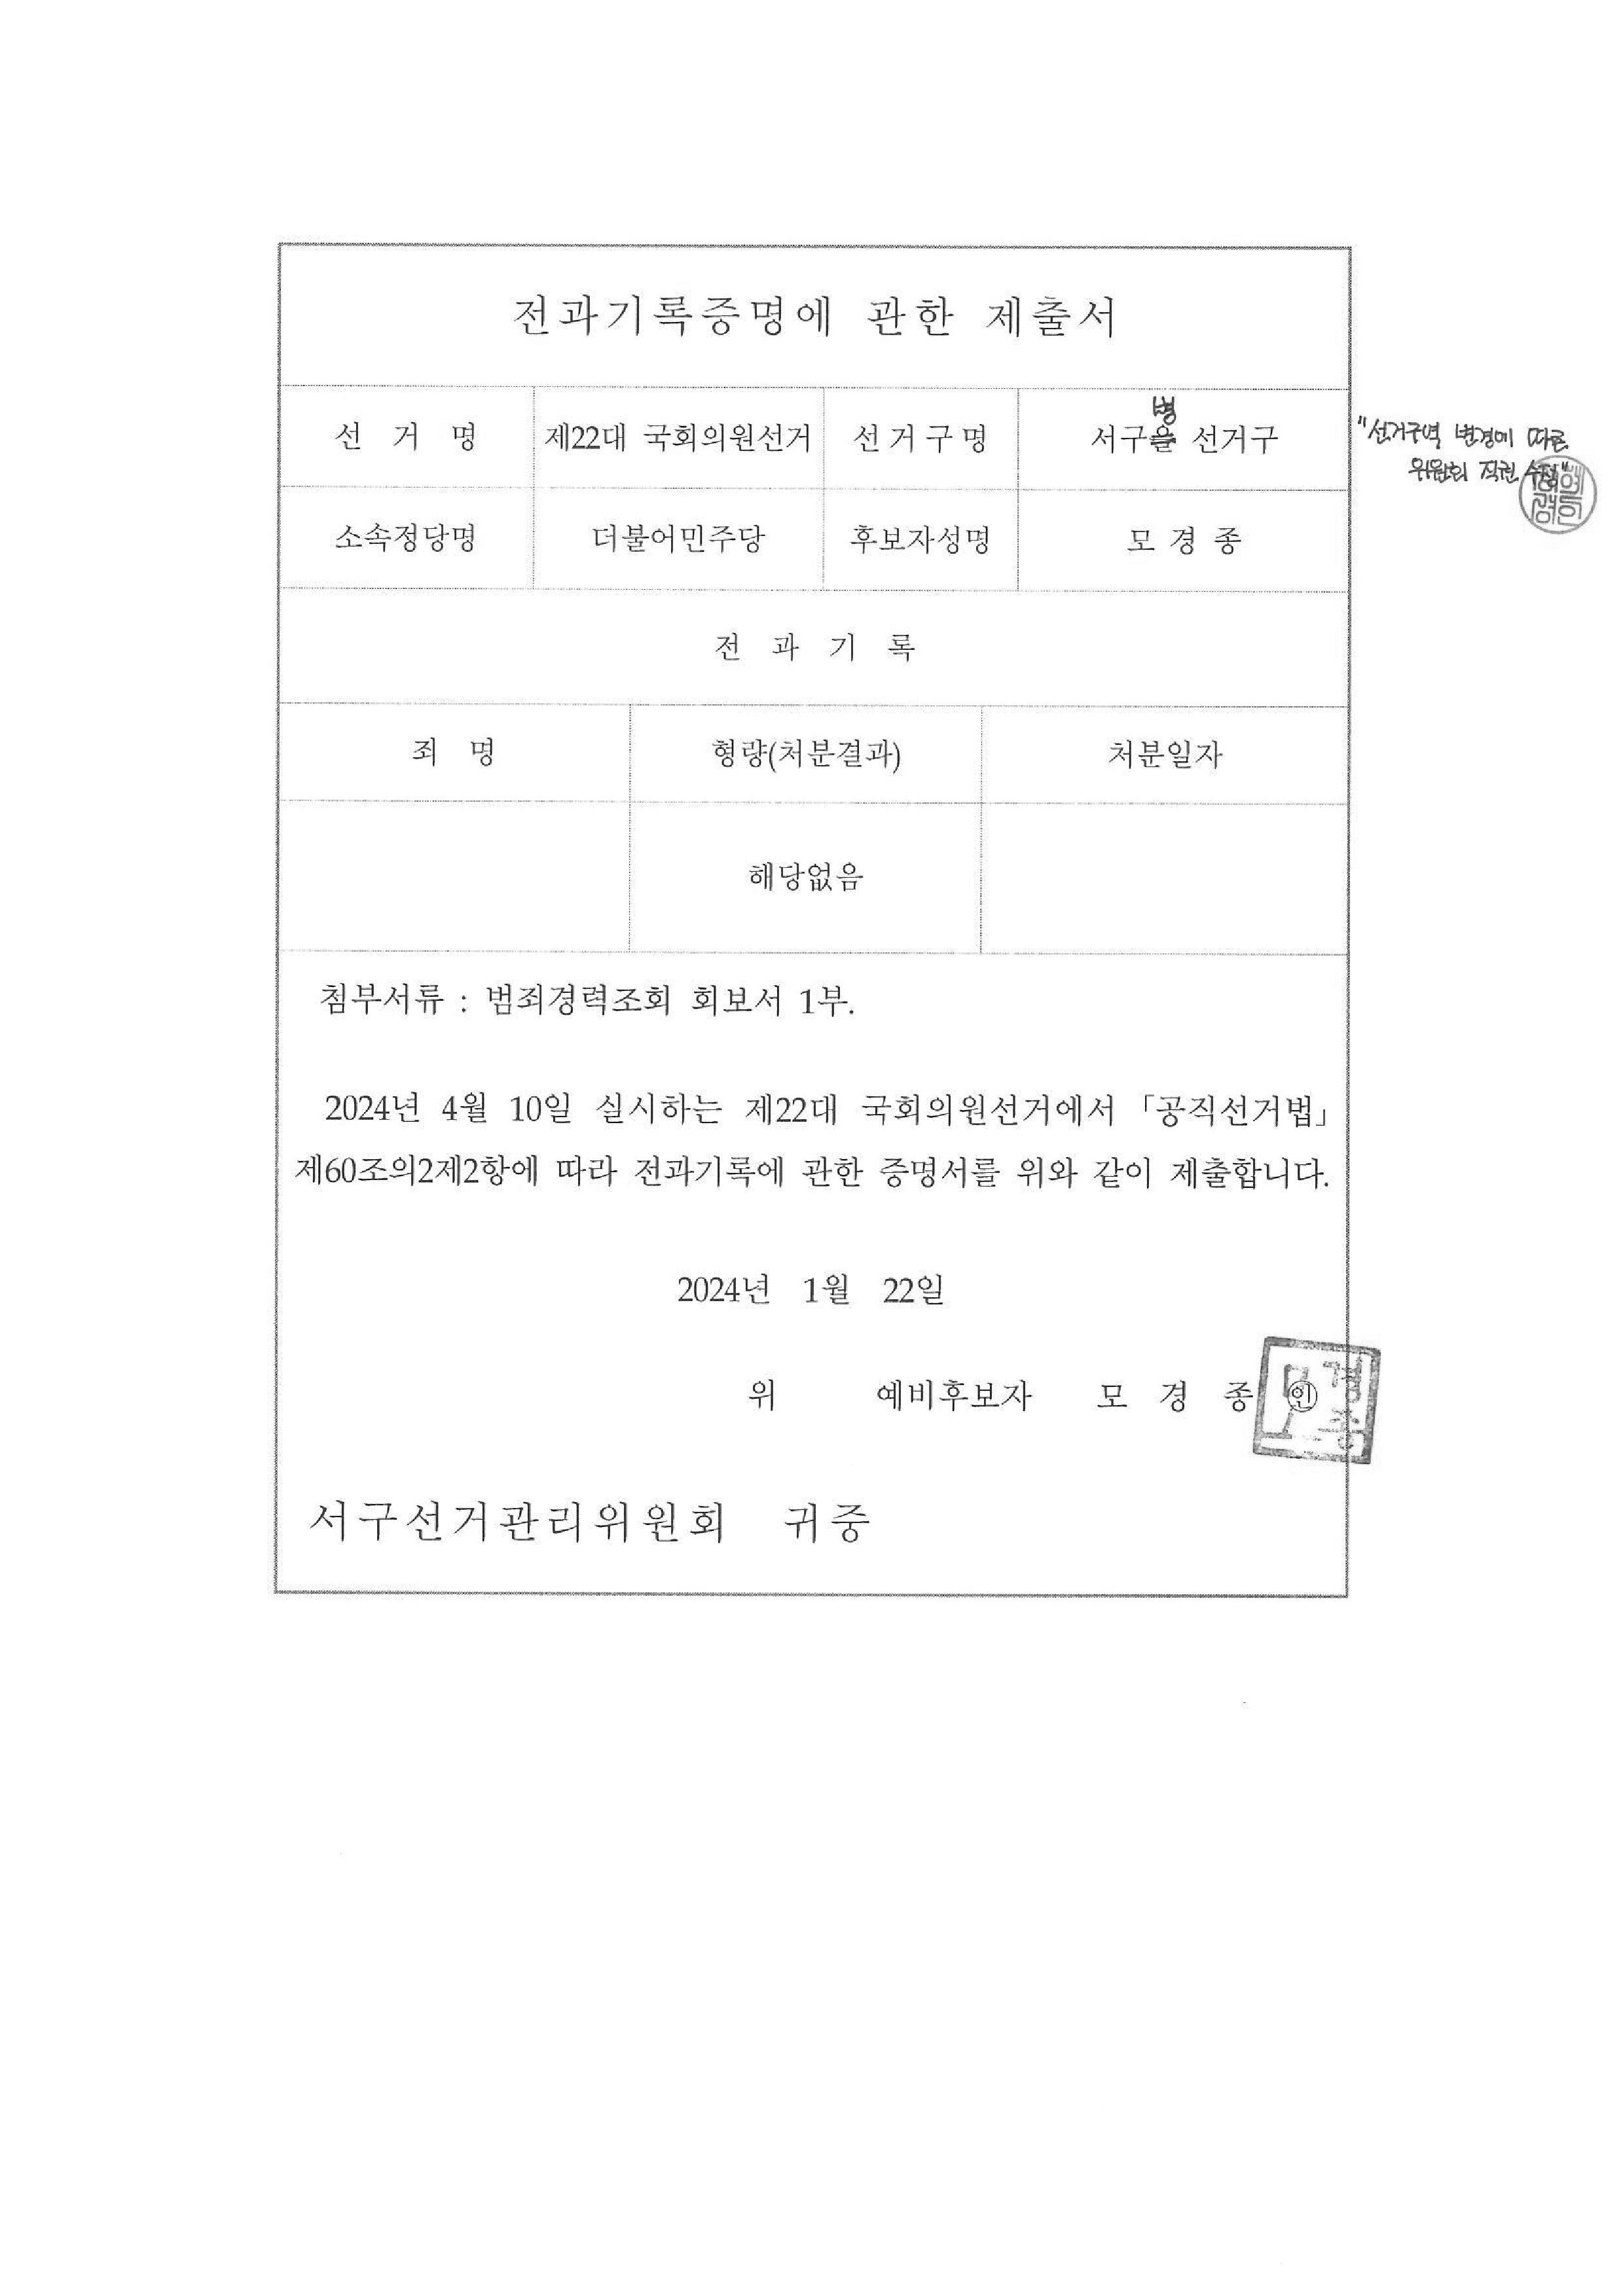 전과기록증명에 관한 제출서
병
선 거 명 제22대 국회의원선거 선거구명 서구을 선거구
"선거구역 변경에 따른
위원회 직권 수정"
소속정당명 더불어민주당 후보자성명 모 경 종
전 과 기 록
죄 명 형량(처분결과) 처분일자
해당없음
첨부서류 : 범죄경력조회 회보서 1부.
2024년 4월 10일 실시하는 제22대 국회의원선거에서 「공직선거법」
제60조의2제2항에 따라 전과기록에 관한 증명서를 위와 같이 제출합니다.
2024년 1월 22일
위 예비후보자 모 경 종 ㊞
서구선거관리위원회 귀중